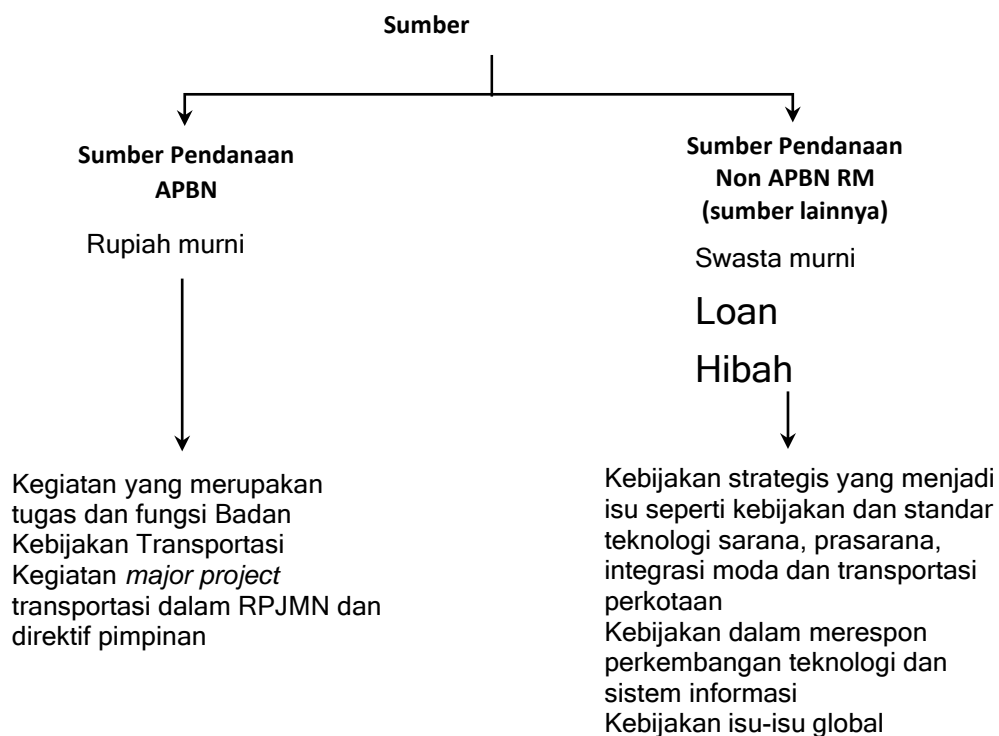 Sumber
Sumber Pendanaan
APBN
Rupiah murni
Kegiatan yang merupakan
tugas dan fungsi Badan
Kebijakan Transportasi
Kegiatan major project
transportasi dalam RPJMN dan
direktif pimpinan
Sumber Pendanaan
Non APBN RM
(sumber lainnya)
Swasta murni
Loan
Hibah
Kebijakan strategis yang menjadi
isu seperti kebijakan dan standar
teknologi sarana, prasarana,
integrasi moda dan transportasi
perkotaan
Kebijakan dalam merespon
perkembangan teknologi dan
sistem informasi
Kebijakan isu-isu global